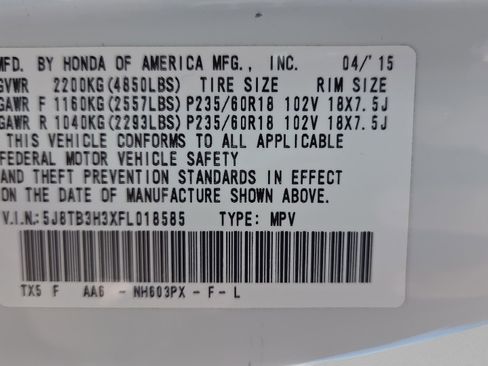 MFD. BY HONDA OF AMERICA MFG., INC. 04/'15
GVWR 2200KG(4850LBS) TIRE SIZE RIM SIZE
GAWR F 1160KG(2557LBS) P235/60R18 102V 18X7.5J
GAWR R 1040KG(2293LBS) P235/60R18 102V 18X7.5J
THIS VEHICLE CONFORMS TO ALL APPLICABLE
FEDERAL MOTOR VEHICLE SAFETY
AND THEFT PREVENTION STANDARDS IN EFFECT
ON THE DATE OF MANUFACTURE SHOWN ABOVE.
V.I.N.:5J8TB3H3XFL018585 TYPE: MPV
TX5 F AA6 - NH603PX - F - L